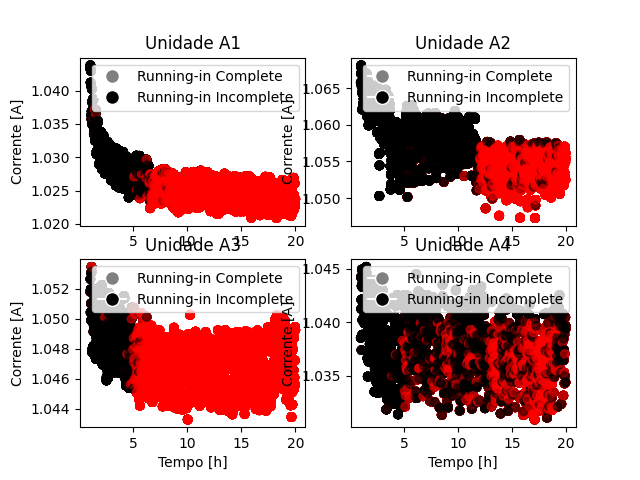 Unidade A1
Running-in Complete
Running-in Incomplete
Corrente [A]
1.040
1.035
1.030
1.025
1.020
5
10
15
20
Unidade A2
Running-in Complete
Running-in Incomplete
Corrente [A]
1.065
1.060
1.055
1.050
5
10
15
20
Unidade A3
Running-in Complete
Running-in Incomplete
Corrente [A]
1.052
1.050
1.048
1.046
1.044
5
10
15
20
Tempo [h]
Unidade A4
Running-in Complete
Running-in Incomplete
Corrente [A]
1.045
1.040
1.035
5
10
15
20
Tempo [h]